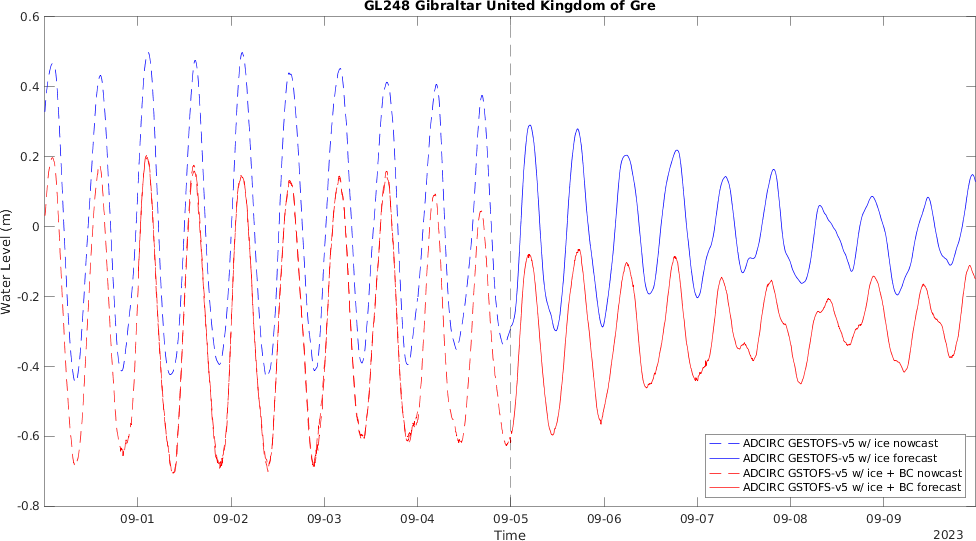 GL248 Gibraltar United Kingdom of Gre
0.6
0.4
0.2
0
-0.2
-0.4
-0.6
-0.8
Water Level (m)
ADCIRC GESTOFS-v5 w/ ice nowcast
ADCIRC GESTOFS-v5 w/ ice forecast
ADCIRC GSTOFS-v5 w/ ice + BC nowcast
ADCIRC GSTOFS-v5 w/ ice + BC forecast
09-01 09-02 09-03 09-04 09-05 09-06 09-07 09-08 09-09
Time
2023